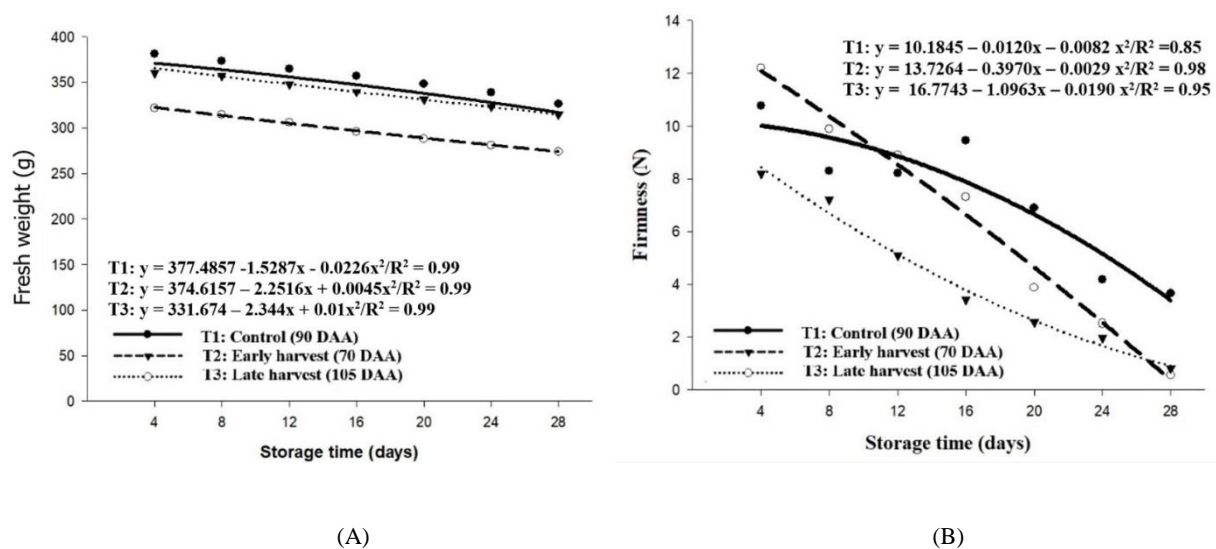 400
350
300
250
200
150
100
50
0
Fresh weight (g)
T1: y = 377.4857 -1.5287x - 0.0226x²/R² = 0.99
T2: y = 374.6157 – 2.2516x + 0.0045x²/R² = 0.99
T3: y = 331.674 – 2.344x + 0.01x²/R² = 0.99
T1: Control (90 DAA)
T2: Early harvest (70 DAA)
T3: Late harvest (105 DAA)
4 8 12 16 20 24 28
Storage time (days)
(A)
14
12
10
8
6
4
2
0
Firmness (N)
T1: y = 10.1845 – 0.0120x – 0.0082 x²/R² =0.85
T2: y = 13.7264 – 0.3970x – 0.0029 x²/R² = 0.98
T3: y = 16.7743 – 1.0963x – 0.0190 x²/R² = 0.95
T1: Control (90 DAA)
T2: Early harvest (70 DAA)
T3: Late harvest (105 DAA)
4 8 12 16 20 24 28
Storage time (days)
(B)